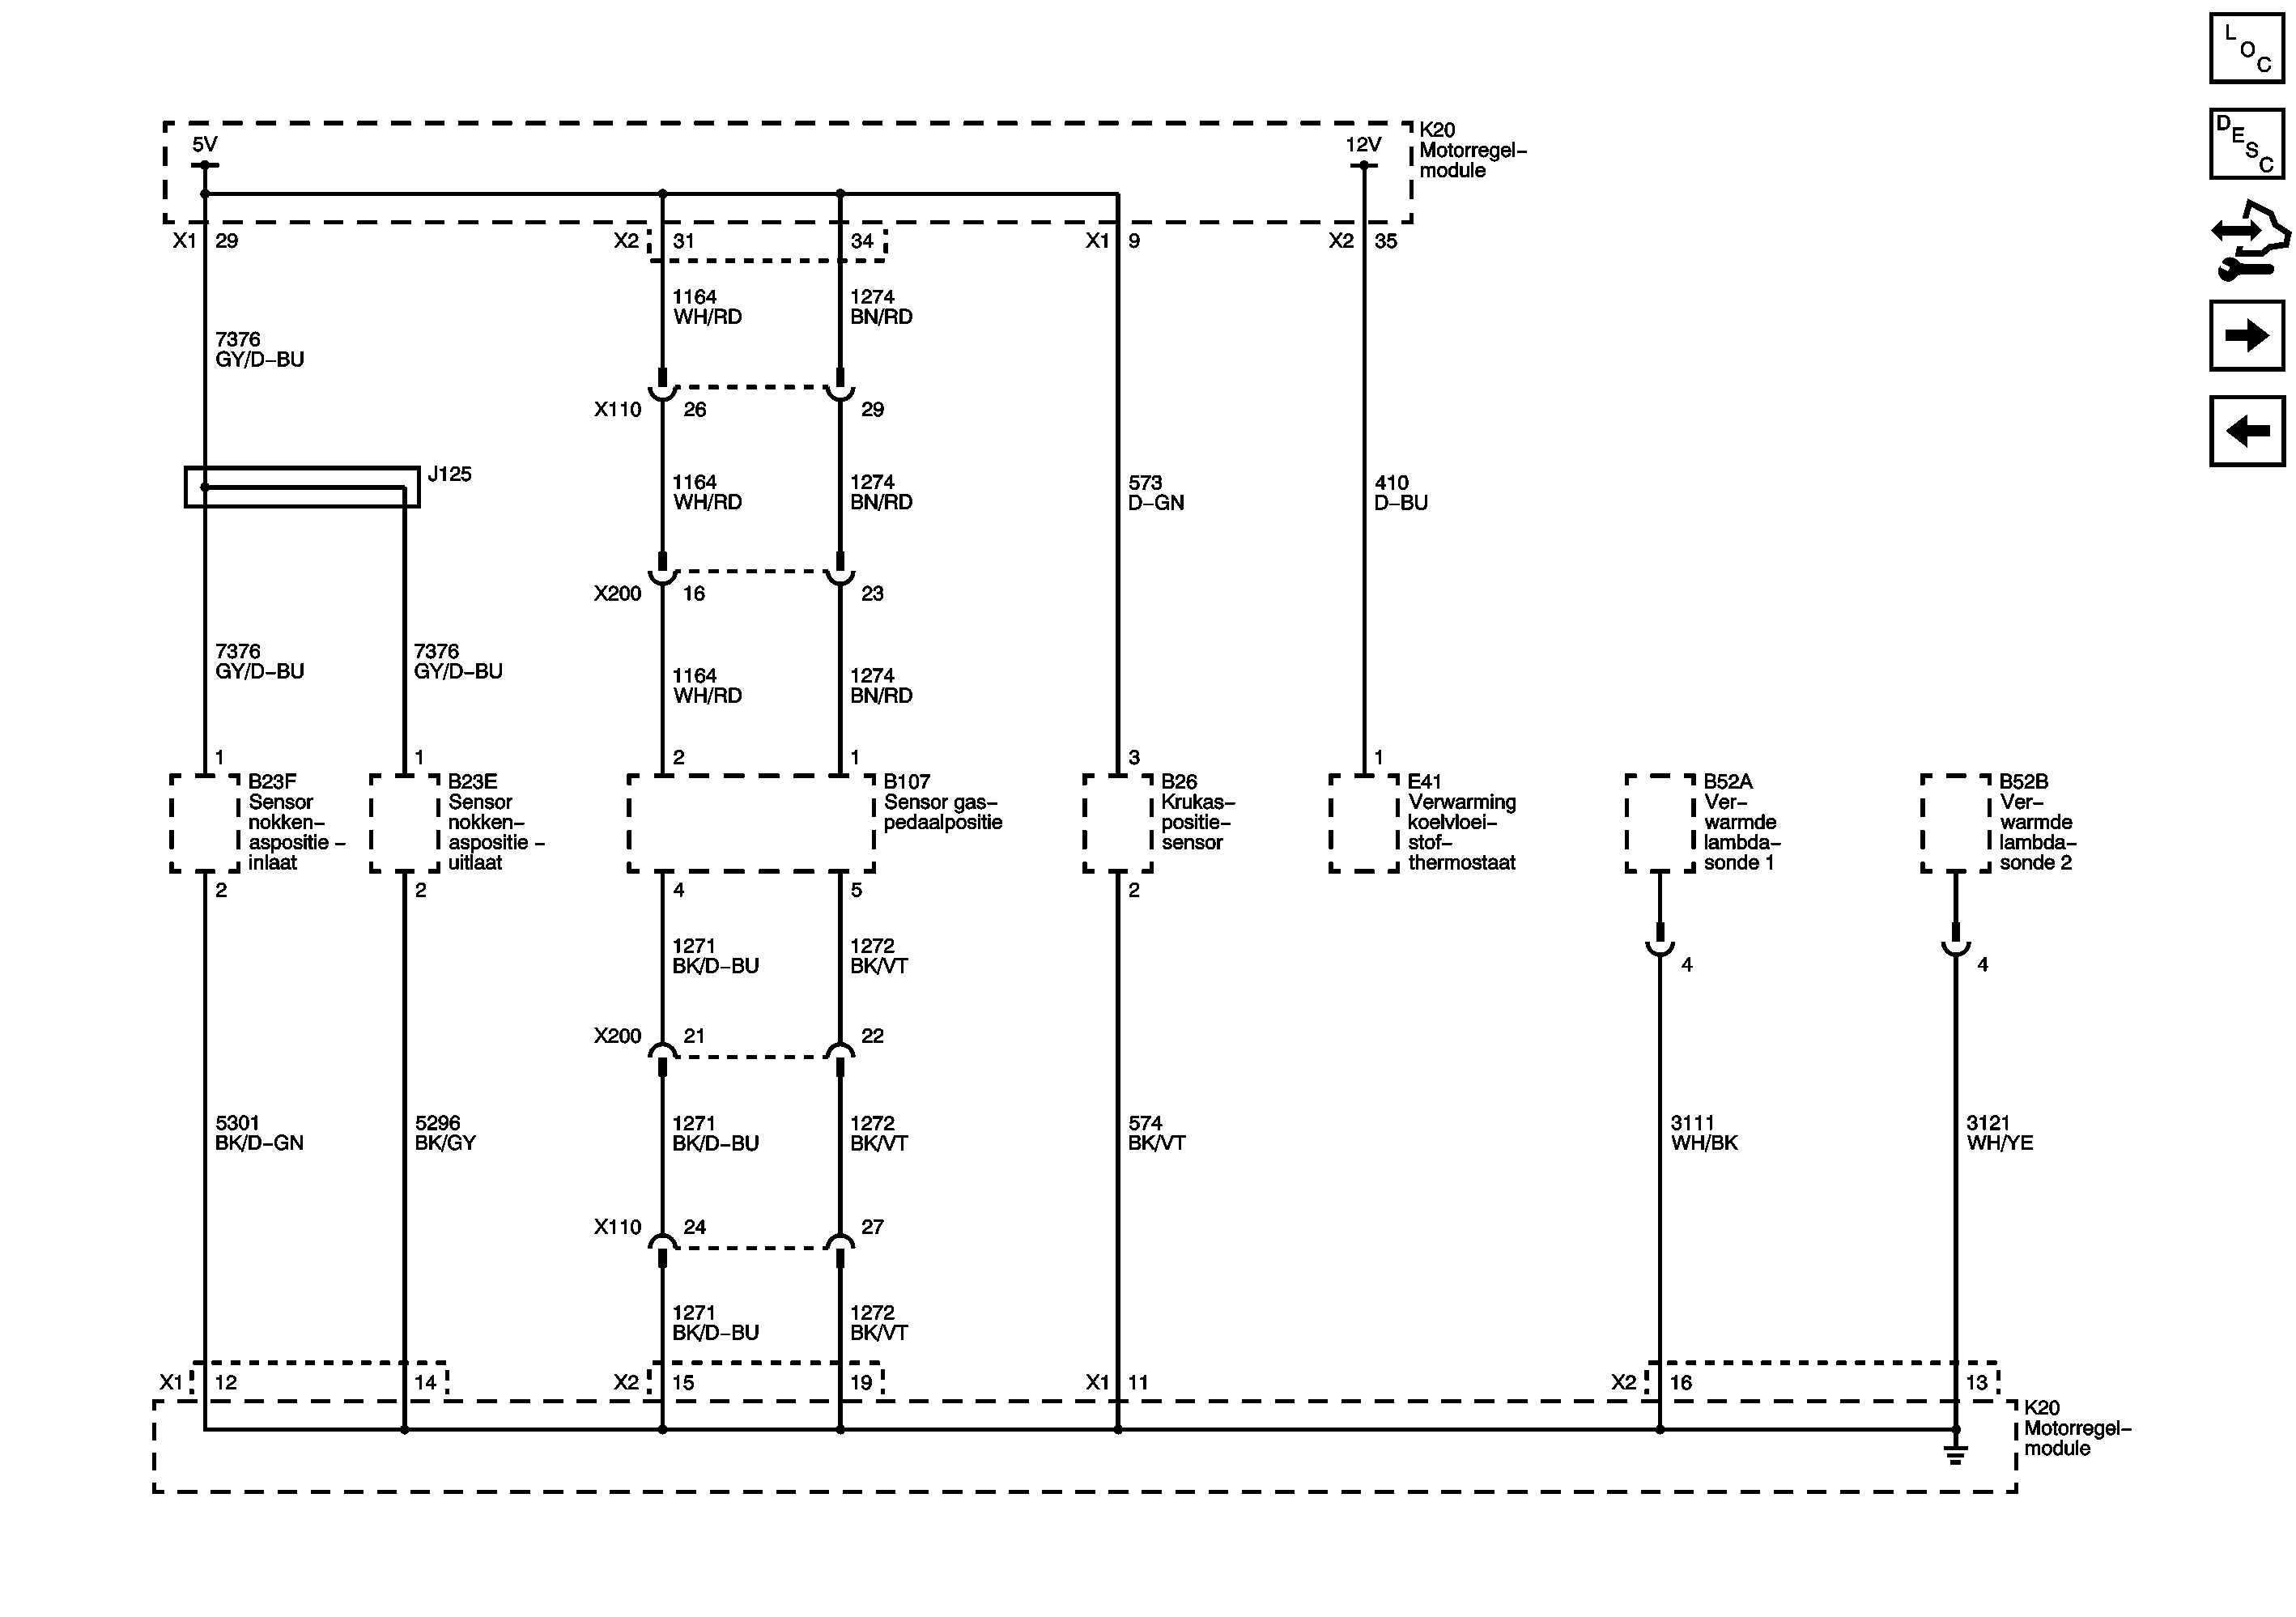 L
O
C
D
E
S
C
5V
12V
K20
Motorregel–
module
X1 29
X2 31
34
X1 9
X2 35
1164
WH/RD
1274
BN/RD
7376
GY/D–BU
X110 26
29
J125
1164
WH/RD
1274
BN/RD
573
D–GN
410
D–BU
X200 16
23
7376
GY/D–BU
7376
GY/D–BU
1164
WH/RD
1274
BN/RD
1
1
2
1
3
1
B23F
Sensor
nokken–
aspositie –
inlaat
B23E
Sensor
nokken–
aspositie –
uitlaat
B107
Sensor gas–
pedaalpositie
B26
Krukas–
positie–
sensor
E41
Verwarming
koelvloei–
stof–
thermostaat
B52A
Ver–
warmde
lambda–
sonde 1
B52B
Ver–
warmde
lambda–
sonde 2
2
2
4
5
2
1271
BK/D–BU
1272
BK/VT
4
4
X200 21
22
5301
BK/D–GN
5296
BK/GY
1271
BK/D–BU
1272
BK/VT
574
BK/VT
3111
WH/BK
3121
WH/YE
X110 24
27
1271
BK/D–BU
1272
BK/VT
X1 12
14
X2 15
19
X1 11
X2 16
13
K20
Motorregel–
module